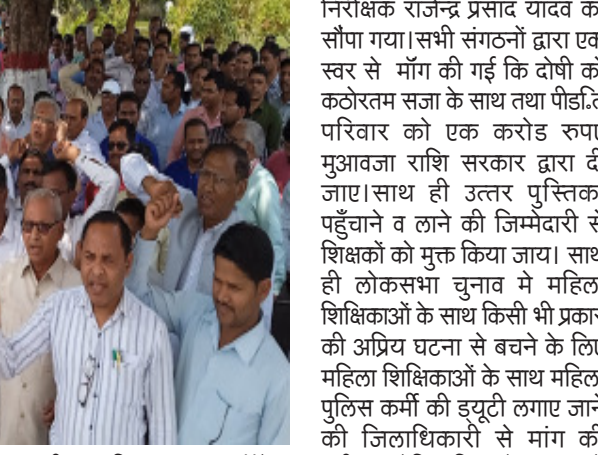 निरीक्षक राजेन्द्र प्रसाद यादव क
सौंपा गया।सभी संगठनों द्वारा एक
स्वर से मॉंग की गई कि दोषी को
कठोरतम सजा के साथ तथा
परिवार को एक करोड रुपए
मुआवजा राशि सरकार द्वारा दी
जाए।साथ ही उत्तर पुस्तिक
पहुँचाने व लाने की जिम्मेदारी से
शिक्षकों को मुक्त किया जाय। साथ
ही लोकसभा चुनाव मे महिल
शिक्षिकाओं के साथ किसी भी प्रकार
की अप्रिय घटना से बचने के लिए
महिला शिक्षिकाओं के साथ महिल
पुलिस कर्मी की ड्यूटी लगाए जाने
की जिलाधिकारी से मांग की